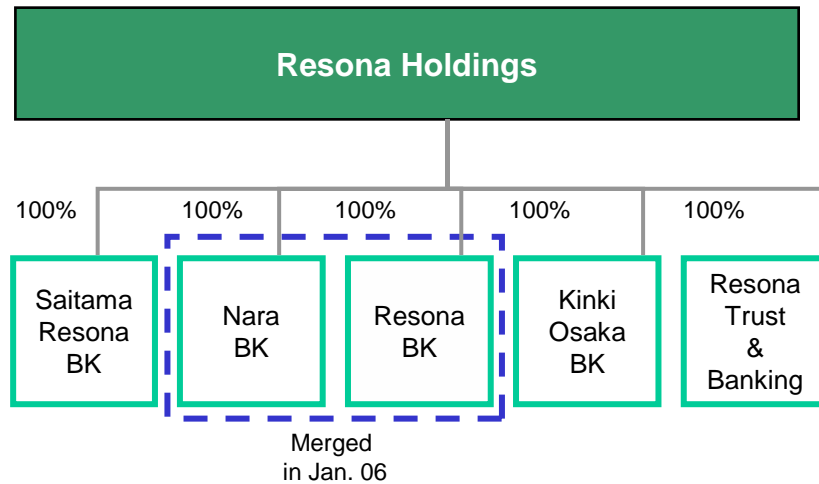 Resona Holdings
100% 100% 100% 100% 100%
Saitama
Resona
BK
Nara
BK
Resona
BK
Kinki
Osaka
BK
Resona
Trust
&
Banking
Merged
in Jan. 06